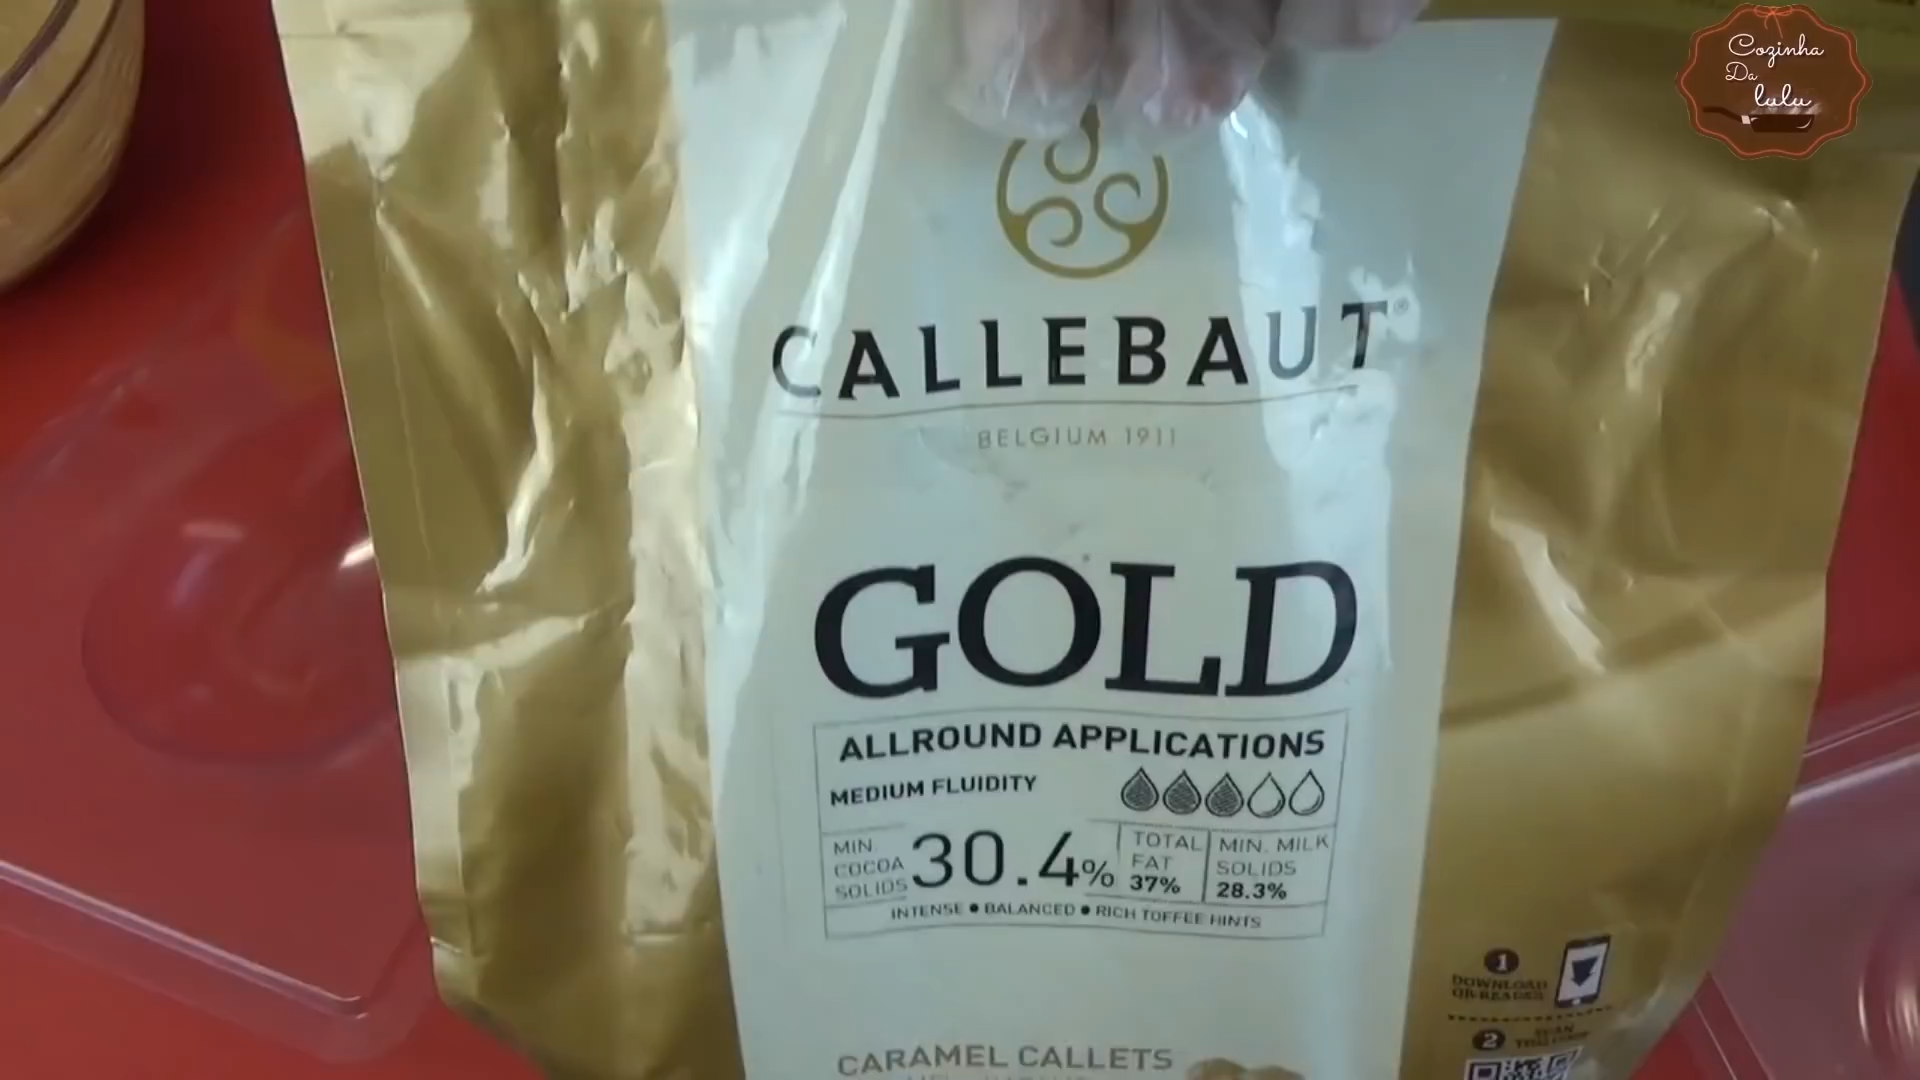 Cozinha
Da
lulu
CALLEBAUT®
BELGIUM 1911
GOLD
ALLROUND APPLICATIONS
MEDIUM FLUIDITY
MIN.
COCOA
SOLIDS
30.4%
TOTAL
FAT
37%
MIN. MILK
SOLIDS
28.3%
INTENSE ● BALANCED ● RICH TOFFEE HINTS
CARAMEL CALLETS
1
DOWNLOAD
QR-READER
2
SCAN